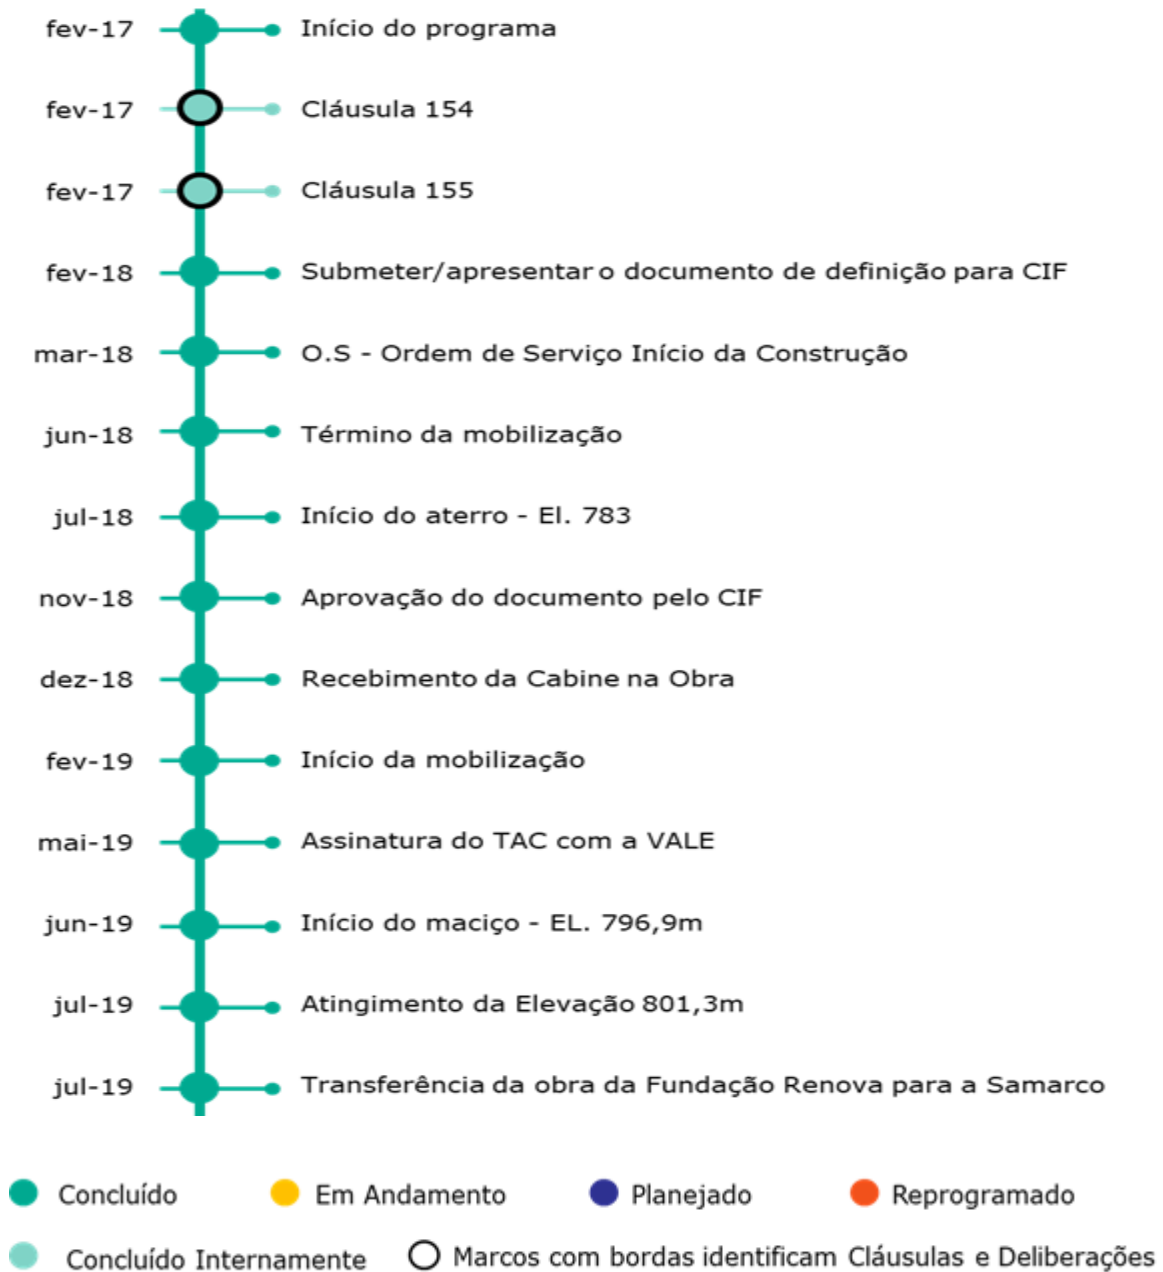 fev-17 Início do programa
fev-17 Cláusula 154
fev-17 Cláusula 155
fev-18 Submeter/apresentar o documento de definição para CIF
mar-18 O.S - Ordem de Serviço Início da Construção
jun-18 Término da mobilização
jul-18 Início do aterro - El. 783
nov-18 Aprovação do documento pelo CIF
dez-18 Recebimento da Cabine na Obra
fev-19 Início da mobilização
mai-19 Assinatura do TAC com a VALE
jun-19 Início do maciço - EL. 796,9m
jul-19 Atingimento da Elevação 801,3m
jul-19 Transferência da obra da Fundação Renova para a Samarco
Concluído Em Andamento Planejado Reprogramado
Concluído Internamente Marcos com bordas identificam Cláusulas e Deliberações